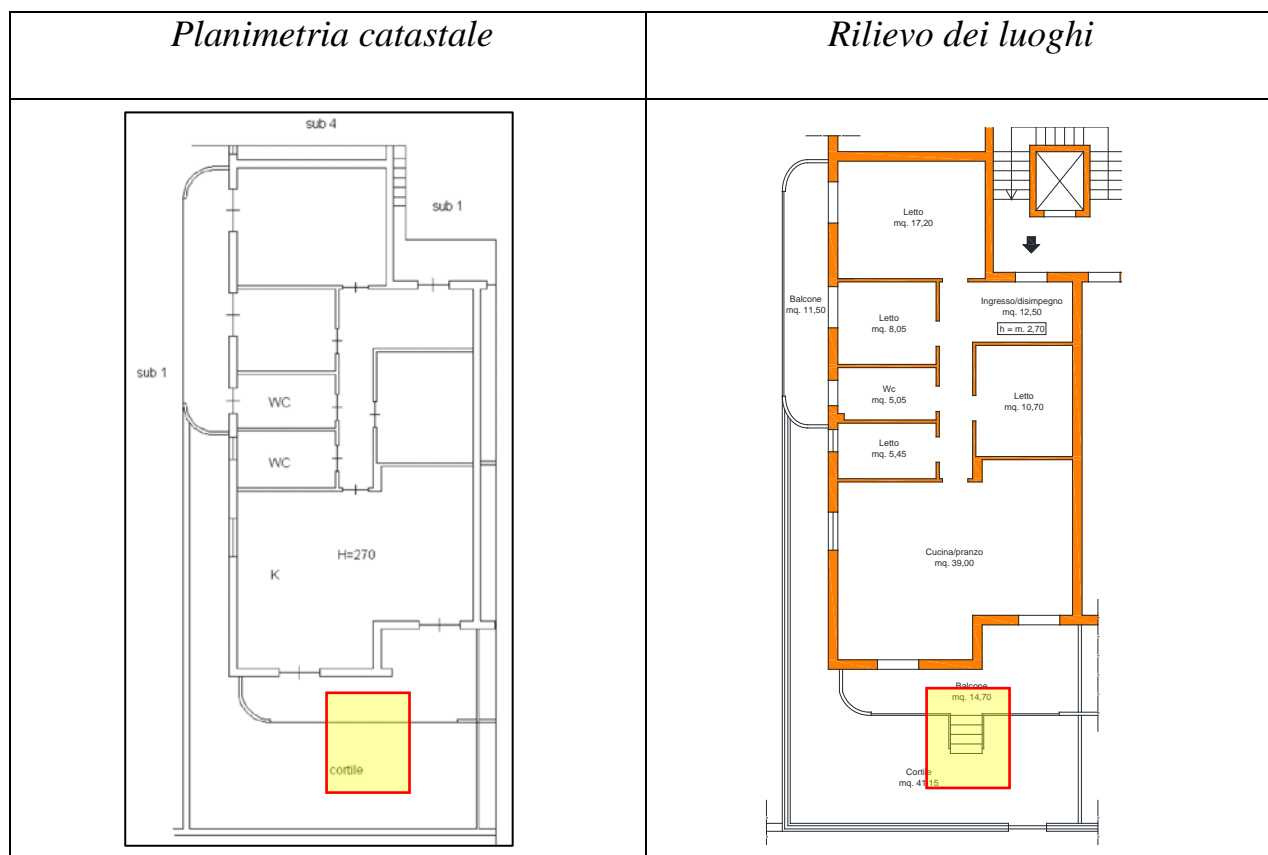 Planimetria catastale
Rilievo dei luoghi
sub 4
sub 1
sub 1
WC
WC
H=270
K
cortile
Letto
mq. 17,20
Ingresso/disimpegno
mq. 12,50
h = m. 2,70
Balcone
mq. 11,50
Letto
mq. 8,05
Wc
mq. 5,05
Letto
mq. 10,70
Letto
mq. 5,45
Cucina/pranzo
mq. 39,00
Balcone
mq. 14,70
Cortile
mq. 41,15